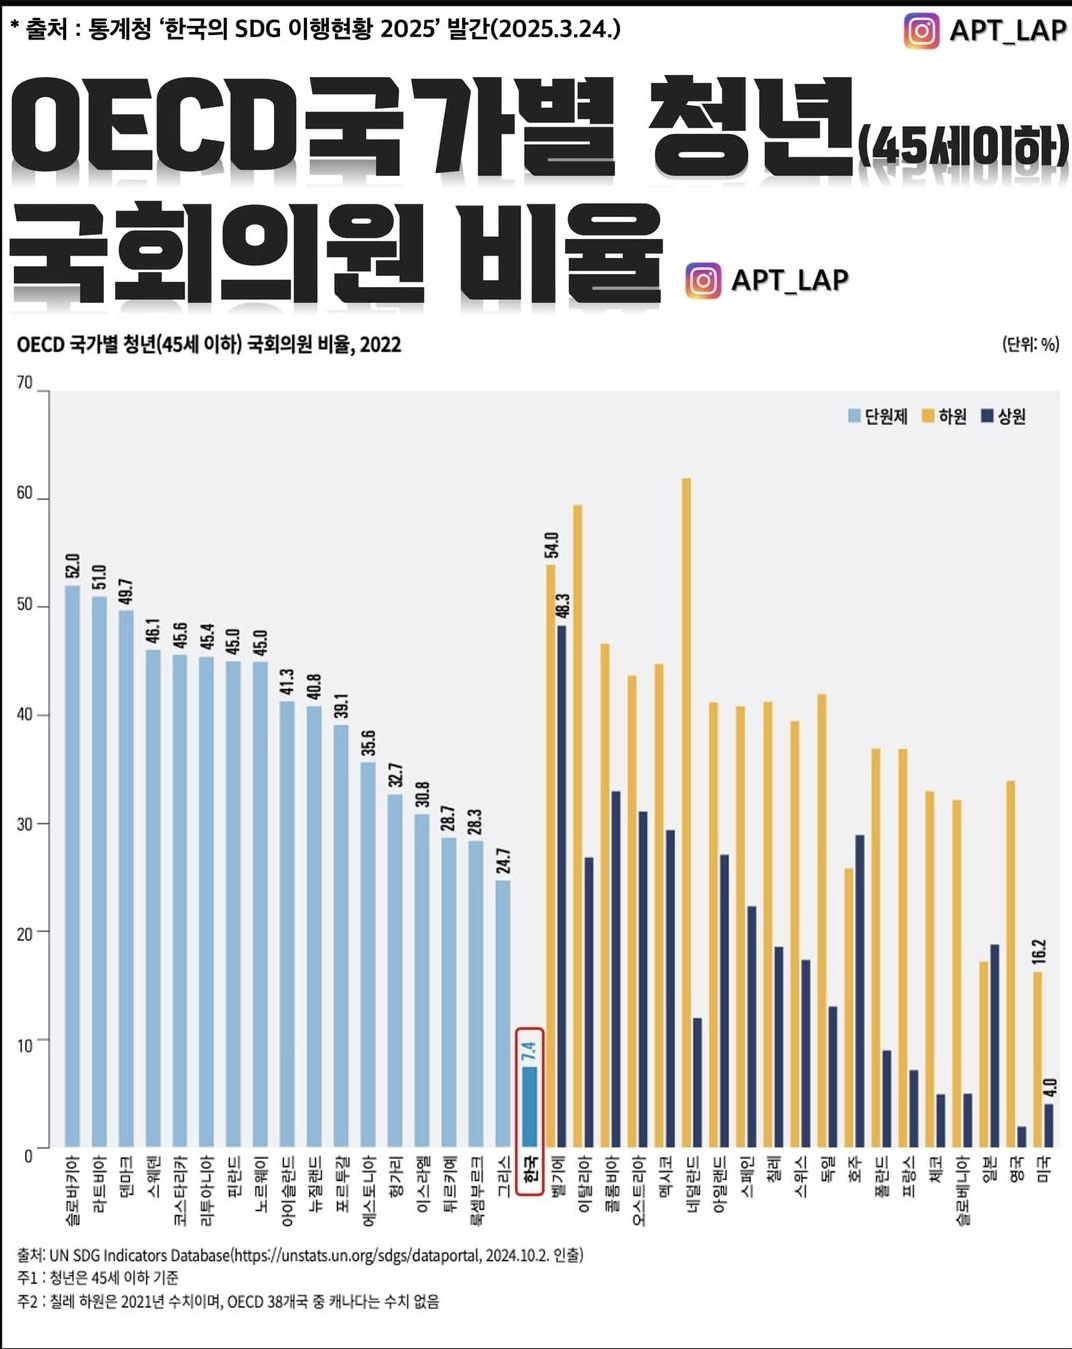 * 출처 : 통계청 ‘한국의 SDG 이행현황 2025’ 발간(2025.3.24.)
APT_LAP
OECD국가별 청년(45세이하)
국회의원 비율
APT_LAP
OECD 국가별 청년(45세 이하) 국회의원 비율, 2022
(단위: %)
70
60
50
40
30
20
10
0
단원제
하원
상원
52.0
51.0
49.7
46.1
45.6
45.4
45.0
45.0
41.3
40.8
39.1
35.6
32.7
30.8
28.7
28.3
24.7
7.4
54.0
48.3
16.2
4.0
슬로바키아
라트비아
덴마크
스웨덴
코스타리카
리투아니아
핀란드
노르웨이
아이슬란드
뉴질랜드
포르투갈
에스토니아
헝가리
이스라엘
튀르키예
룩셈부르크
그리스
한국
벨기에
이탈리아
콜롬비아
오스트리아
멕시코
네덜란드
아일랜드
스페인
칠레
스위스
독일
호주
폴란드
프랑스
체코
슬로베니아
일본
영국
미국
출처: UN SDG Indicators Database(https://unstats.un.org/sdgs/dataportal, 2024.10.2. 인출)
주1 : 청년은 45세 이하 기준
주2 : 칠레 하원은 2021년 수치이며, OECD 38개국 중 캐나다는 수치 없음